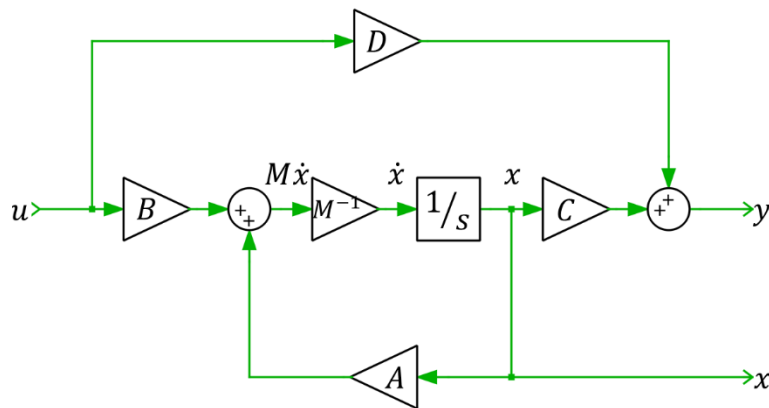 D
Mẋ ẋ x
u B + + M⁻¹ 1/s C + + y
A x